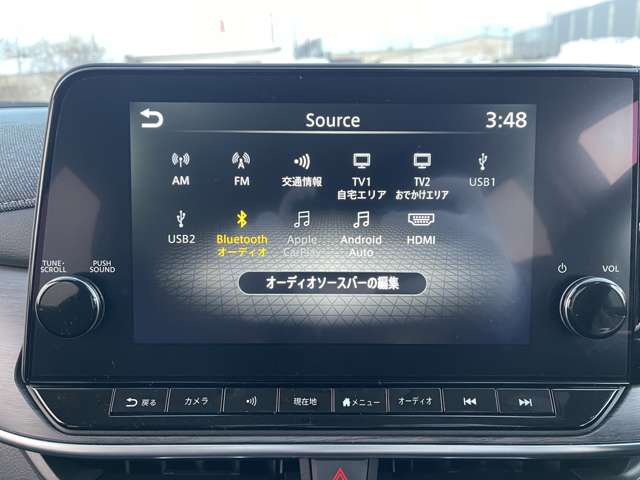 Source
3:48
AM
FM
交通情報
TV1
自宅エリア
TV2
おでかけエリア
USB1
USB2
Bluetooth
オーディオ
Apple
CarPlay
Android
Auto
HDMI
オーディオソースバーの編集
TUNE・
SCROLL
PUSH
SOUND
VOL
戻る
カメラ
現在地
メニュー
オーディオ